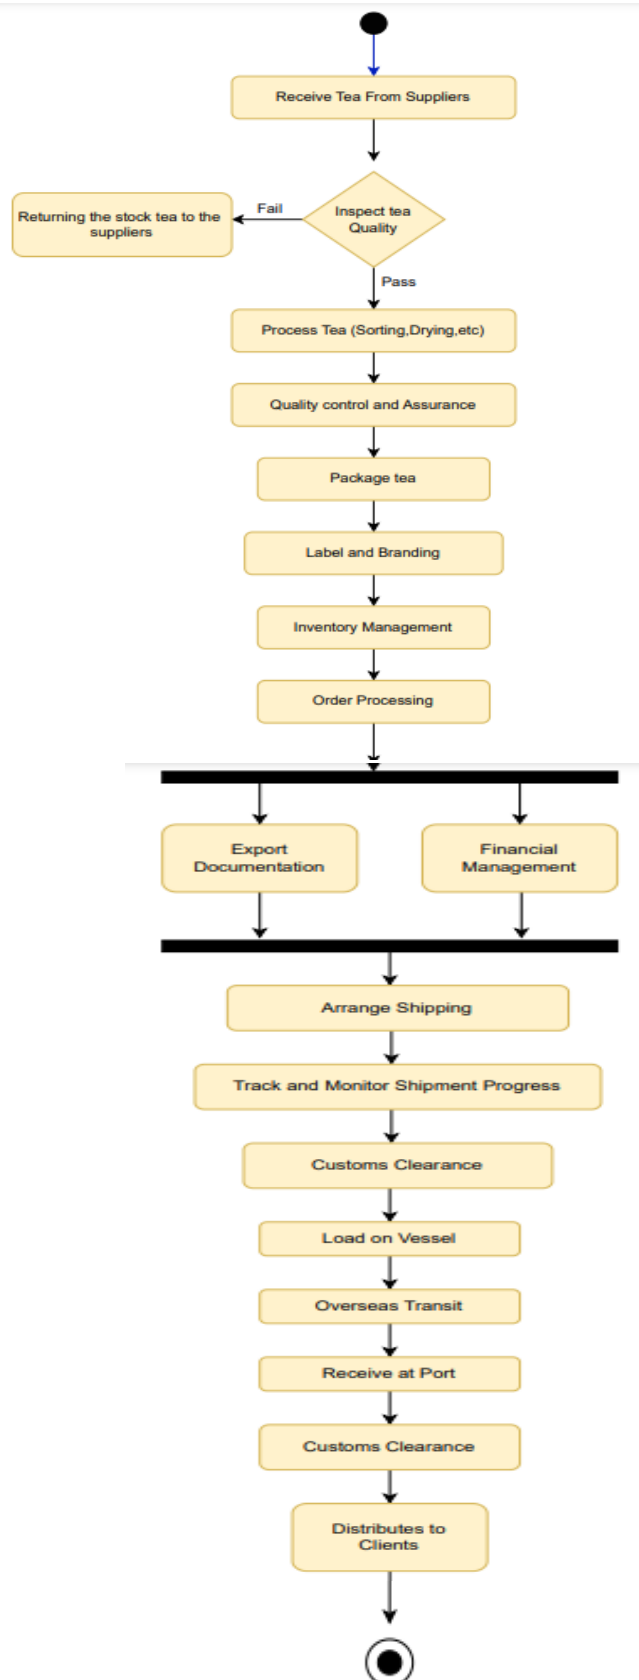 Receive Tea From Suppliers
Fail
Inspect tea
Quality
Returning the stock tea to the
suppliers
Pass
Process Tea (Sorting,Drying,etc)
Quality control and Assurance
Package tea
Label and Branding
Inventory Management
Order Processing
Export
Documentation
Financial
Management
Arrange Shipping
Track and Monitor Shipment Progress
Customs Clearance
Load on Vessel
Overseas Transit
Receive at Port
Customs Clearance
Distributes to
Clients